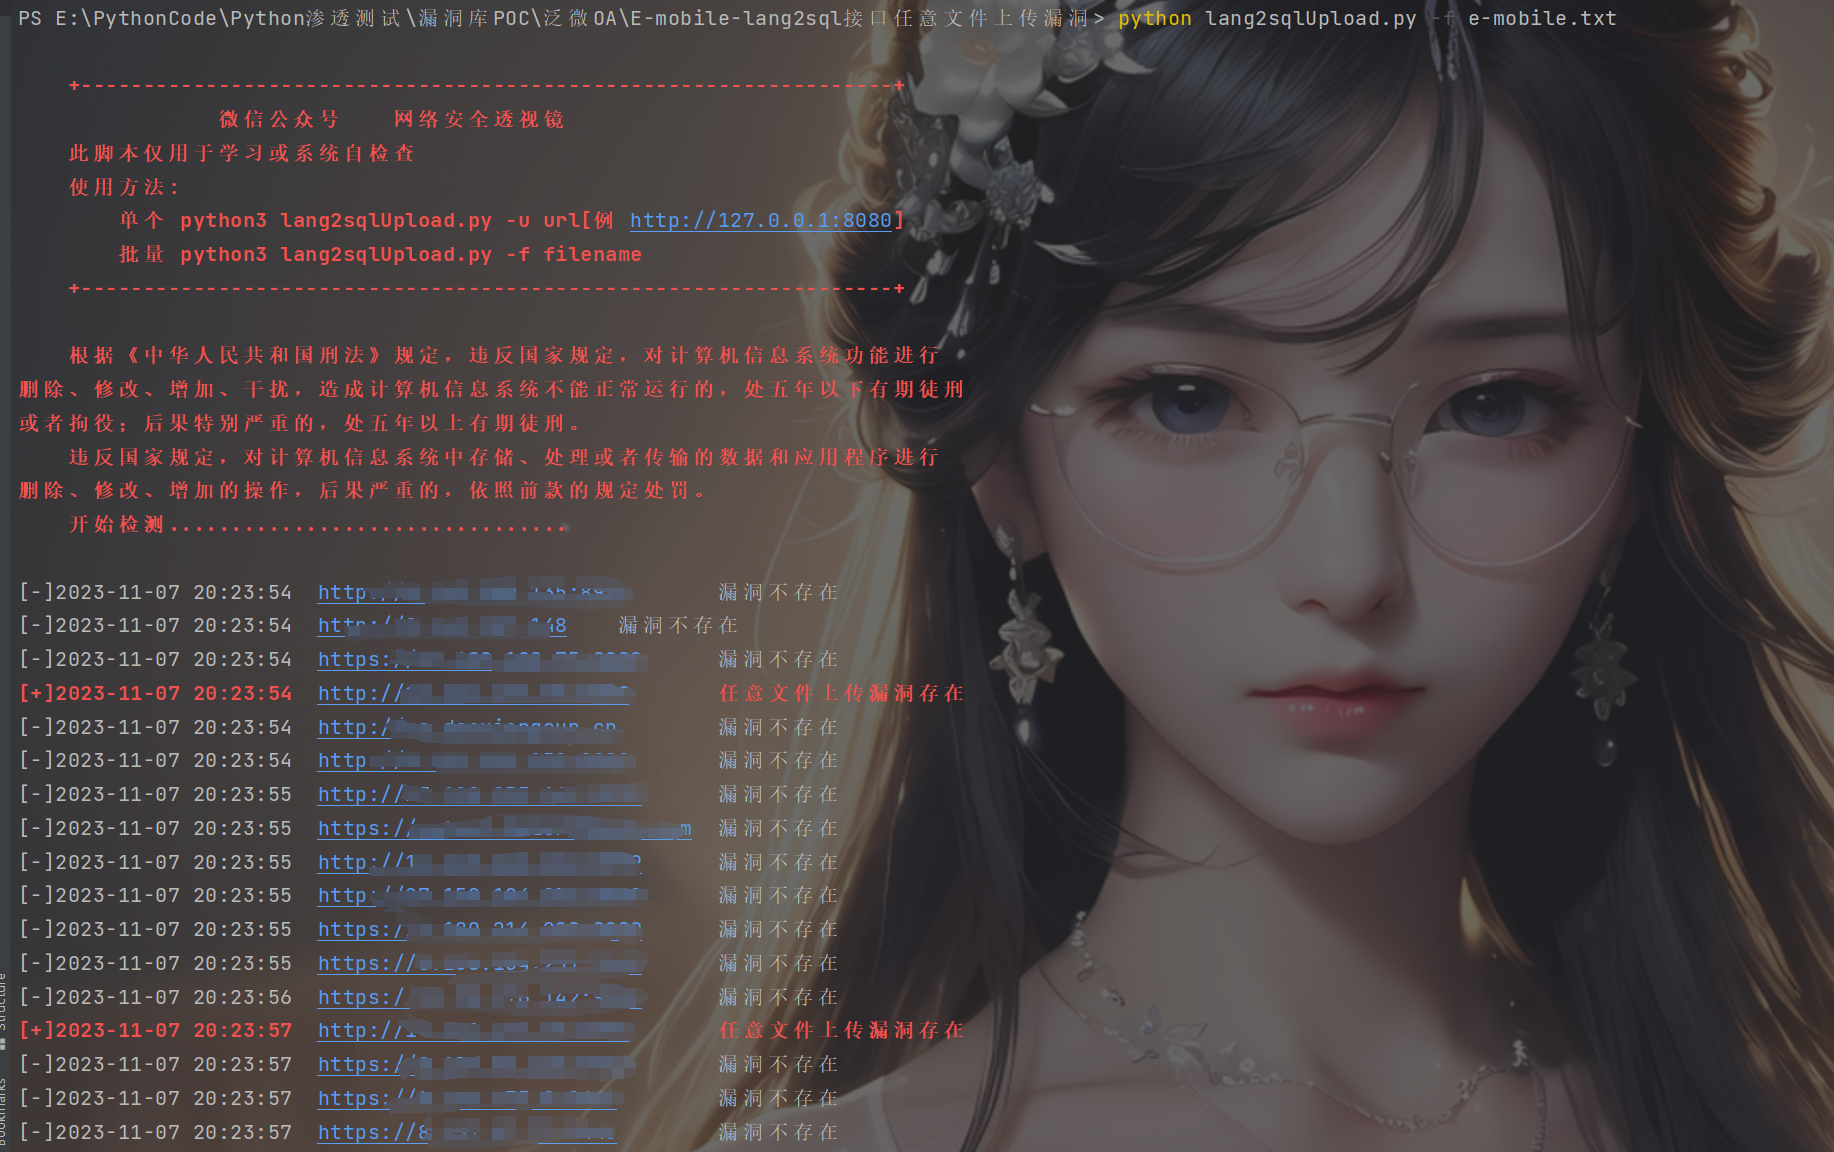 PS E:\PythonCode\Python渗透测试\漏洞库POC\泛微OA\E-mobile-lang2sql接口任意文件上传漏洞> python lang2sqlUpload.py -f e-mobile.txt
+-----------------------------------------------------------------+
微信公众号 网络安全透视镜
此脚本仅用于学习或系统自检查
使用方法:
单个 python3 lang2sqlUpload.py -u url[例 http://127.0.0.1:8080]
批量 python3 lang2sqlUpload.py -f filename
+-----------------------------------------------------------------+
根据《中华人民共和国刑法》规定，违反国家规定，对计算机信息系统功能进行
删除、修改、增加、干扰，造成计算机信息系统不能正常运行的，处五年以下有期徒刑
或者拘役；后果特别严重的，处五年以上有期徒刑。
违反国家规定，对计算机信息系统中存储、处理或者传输的数据和应用程序进行
删除、修改、增加的操作，后果严重的，依照前款的规定处罚。
开始检测................................
[-]2023-11-07 20:23:54 http:// 漏洞不存在
[-]2023-11-07 20:23:54 http:// 148 漏洞不存在
[-]2023-11-07 20:23:54 https:// 漏洞不存在
[+]2023-11-07 20:23:54 http:// 任意文件上传漏洞存在
[-]2023-11-07 20:23:54 http:/ 漏洞不存在
[-]2023-11-07 20:23:54 http 漏洞不存在
[-]2023-11-07 20:23:55 http:// 漏洞不存在
[-]2023-11-07 20:23:55 https:// m 漏洞不存在
[-]2023-11-07 20:23:55 http://1 漏洞不存在
[-]2023-11-07 20:23:55 http:// 漏洞不存在
[-]2023-11-07 20:23:55 https:/ 漏洞不存在
[-]2023-11-07 20:23:55 https:// 漏洞不存在
[-]2023-11-07 20:23:56 https:/ 漏洞不存在
[+]2023-11-07 20:23:57 http://1 任意文件上传漏洞存在
[-]2023-11-07 20:23:57 https:/ 漏洞不存在
[-]2023-11-07 20:23:57 https:/ 漏洞不存在
[-]2023-11-07 20:23:57 https://8 漏洞不存在
Structure
Bookmarks